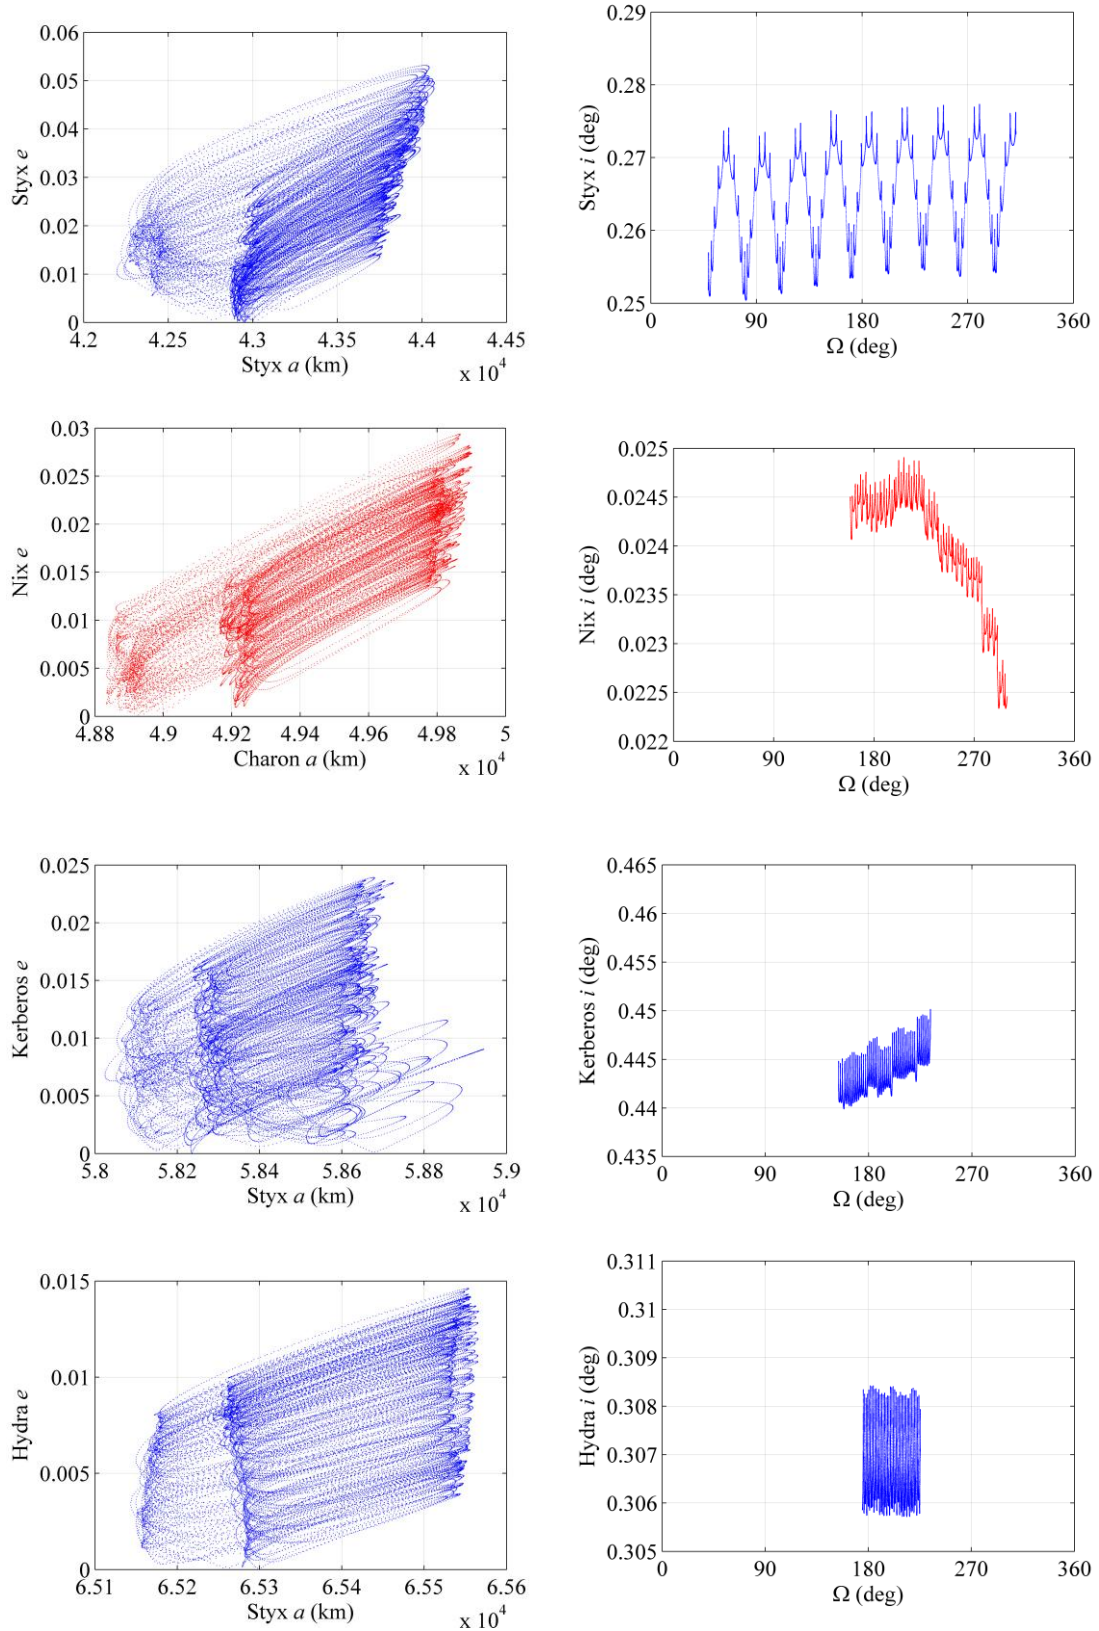 0.06
0.05
0.04
0.03
0.02
0.01
0
Styx e
4.2 4.25 4.3 4.35 4.4 4.45
Styx a (km)
x 10^4
0.29
0.28
0.27
0.26
0.25
Styx i (deg)
0 90 180 270 360
Ω (deg)
0.03
0.025
0.02
0.015
0.01
0.005
0
Nix e
4.88 4.9 4.92 4.94 4.96 4.98 5
Charon a (km)
x 10^4
0.025
0.0245
0.024
0.0235
0.023
0.0225
0.022
Nix i (deg)
0 90 180 270 360
Ω (deg)
0.025
0.02
0.015
0.01
0.005
0
Kerberos e
5.8 5.82 5.84 5.86 5.88 5.9
Styx a (km)
x 10^4
0.465
0.46
0.455
0.45
0.445
0.44
0.435
Kerberos i (deg)
0 90 180 270 360
Ω (deg)
0.015
0.01
0.005
0
Hydra e
6.51 6.52 6.53 6.54 6.55 6.56
Styx a (km)
x 10^4
0.311
0.31
0.309
0.308
0.307
0.306
0.305
Hydra i (deg)
0 90 180 270 360
Ω (deg)